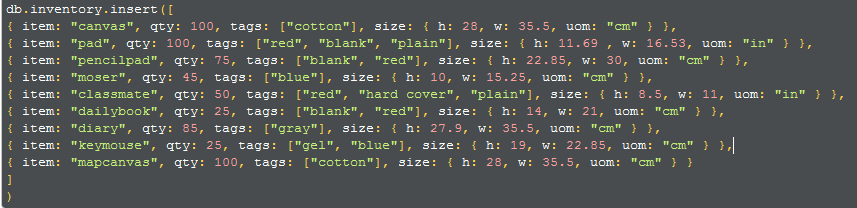 db.inventory.insert([
{ item: "canvas", qty: 100, tags: ["cotton"], size: { h: 28, w: 35.5, uom: "cm" } },
{ item: "pad", qty: 100, tags: ["red", "blank", "plain"], size: { h: 11.69 , w: 16.53, uom: "in" } },
{ item: "pencilpad", qty: 75, tags: ["blank", "red"], size: { h: 22.85, w: 30, uom: "cm" } },
{ item: "moser", qty: 45, tags: ["blue"], size: { h: 10, w: 15.25, uom: "cm" } },
{ item: "classmate", qty: 50, tags: ["red", "hard cover", "plain"], size: { h: 8.5, w: 11, uom: "in" } },
{ item: "dailybook", qty: 25, tags: ["blank", "red"], size: { h: 14, w: 21, uom: "cm" } },
{ item: "diary", qty: 85, tags: ["gray"], size: { h: 27.9, w: 35.5, uom: "cm" } },
{ item: "keymouse", qty: 25, tags: ["gel", "blue"], size: { h: 19, w: 22.85, uom: "cm" } },
{ item: "mapcanvas", qty: 100, tags: ["cotton"], size: { h: 28, w: 35.5, uom: "cm" } }
]
)